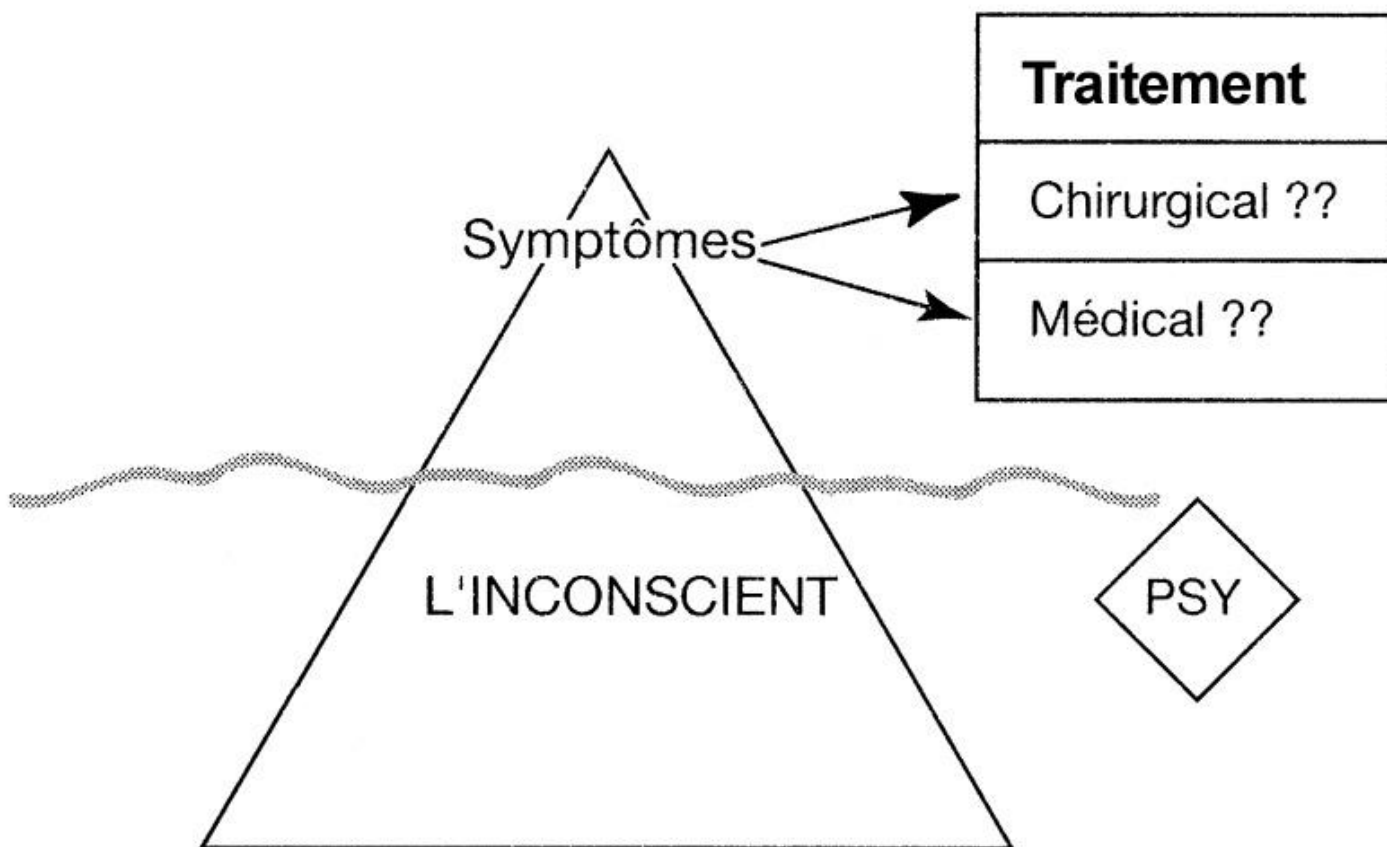 Traitement
Symptômes
Chirurgical ??
Médical ??
L'INCONSCIENT
PSY